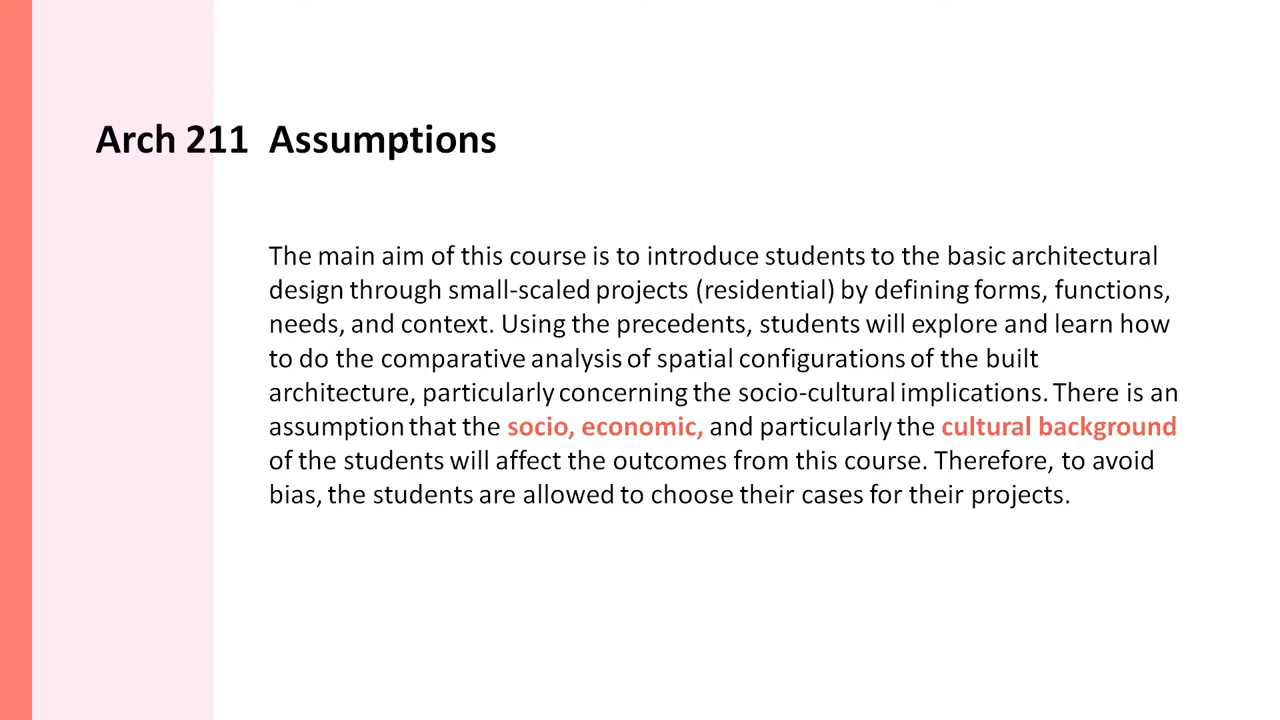 Arch 211  Assumptions
The main aim of this course is to introduce students to the basic architectural
design through small-scaled projects (residential) by defining forms, functions,
needs, and context. Using the precedents, students will explore and learn how
to do the comparative analysis of spatial configurations of the built
architecture, particularly concerning the socio-cultural implications. There is an
assumption that the socio, economic, and particularly the cultural background
of the students will affect the outcomes from this course. Therefore, to avoid
bias, the students are allowed to choose their cases for their projects.